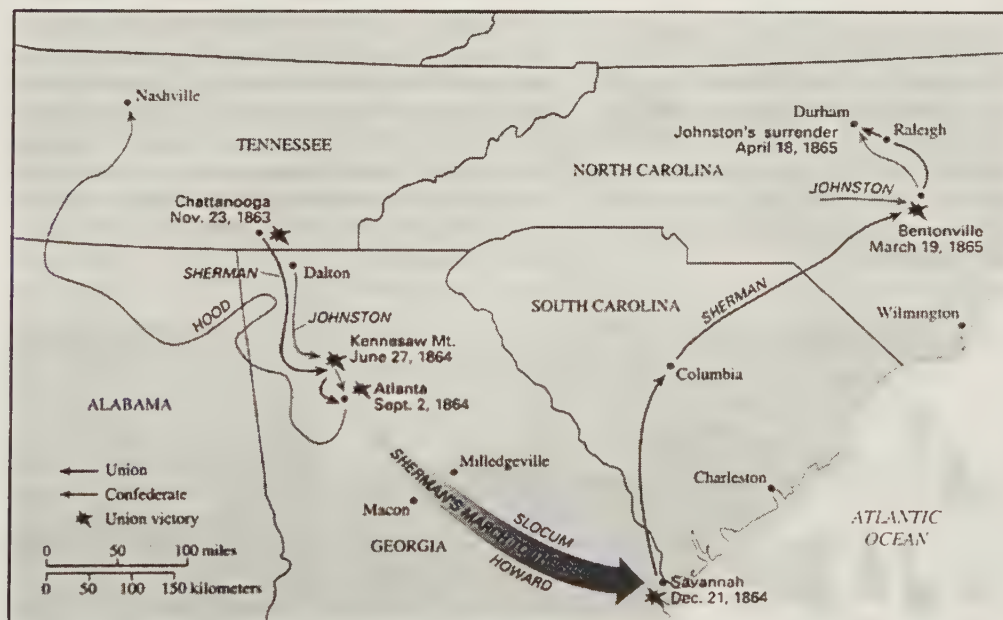 Nashville
TENNESSEE
Chattanooga
Nov. 23, 1863
SHERMAN
Dalton
HOOD
JOHNSTON
Kennesaw Mt.
June 27, 1864
Atlanta
Sept. 2, 1864
ALABAMA
Durham
Johnston's surrender
April 18, 1865
Raleigh
NORTH CAROLINA
JOHNSTON
Bentonville
March 19, 1865
SOUTH CAROLINA
SHERMAN
Wilmington
Columbia
Charleston
ATLANTIC
OCEAN
Milledgeville
Macon
GEORGIA
SHERMAN'S MARCH TO
SLOCUM
HOWARD
Savannah
Dec. 21, 1864
Union
Confederate
Union victory
0 50 100 miles
0 50 100 150 kilometers